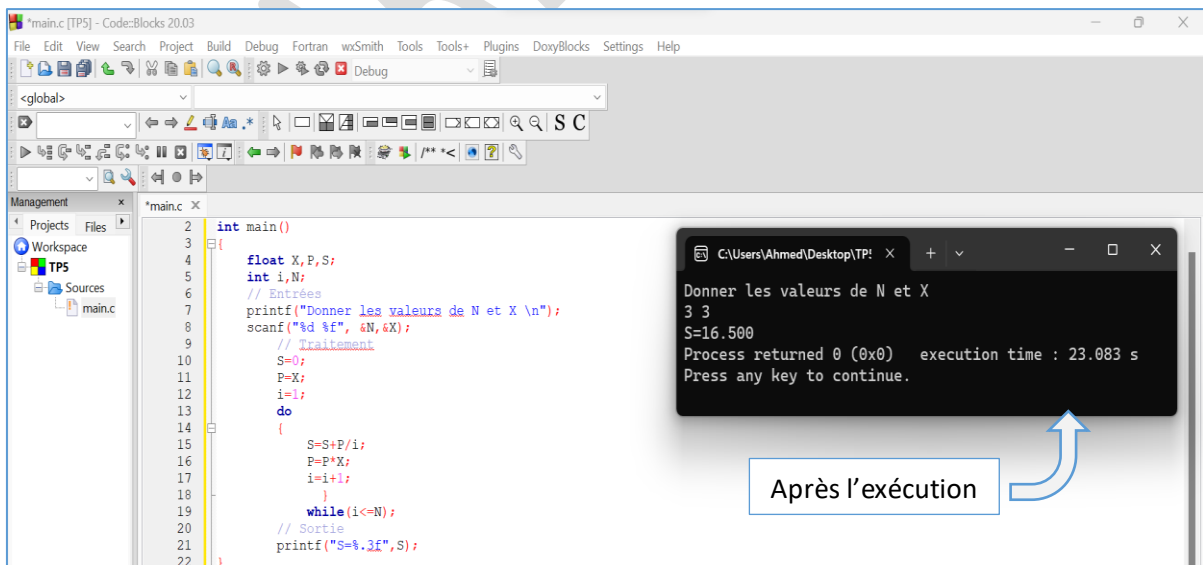 *main.c [TP5] - Code::Blocks 20.03
File Edit View Search Project Build Debug Fortran wxSmith Tools Tools+ Plugins DoxyBlocks Settings Help
Debug
<global>
Aa .* S C
/** *<
Management
*main.c X
Projects Files
Workspace
TP5
Sources
main.c
2 int main()
3 {
4 float X,P,S;
5 int i,N;
6 // Entrées
7 printf("Donner les valeurs de N et X \n");
8 scanf("%d %f", &N,&X);
9 // Traitement
10 S=0;
11 P=X;
12 i=1;
13 do
14 {
15 S=S+P/i;
16 P=P*X;
17 i=i+1;
18 }
19 while(i<=N);
20 // Sortie
21 printf("S=%.3f",S);
22 }
C:\Users\Ahmed\Desktop\TP!
Donner les valeurs de N et X
3 3
S=16.500
Process returned 0 (0x0) execution time : 23.083 s
Press any key to continue.
Après l'exécution